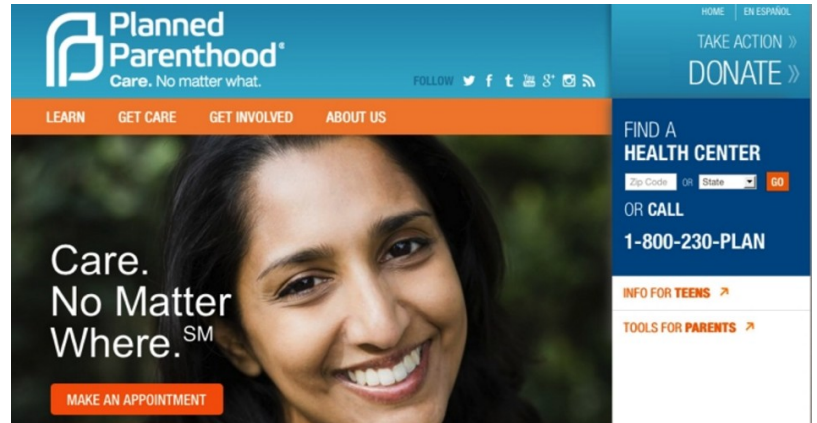 Planned
Parenthood®
Care. No matter what.
FOLLOW
HOME
EN ESPAÑOL
TAKE ACTION »
DONATE »
LEARN
GET CARE
GET INVOLVED
ABOUT US
Care.
No Matter
Where.SM
MAKE AN APPOINTMENT
FIND A
HEALTH CENTER
Zip Code OR State GO
OR CALL
1-800-230-PLAN
INFO FOR TEENS
TOOLS FOR PARENTS